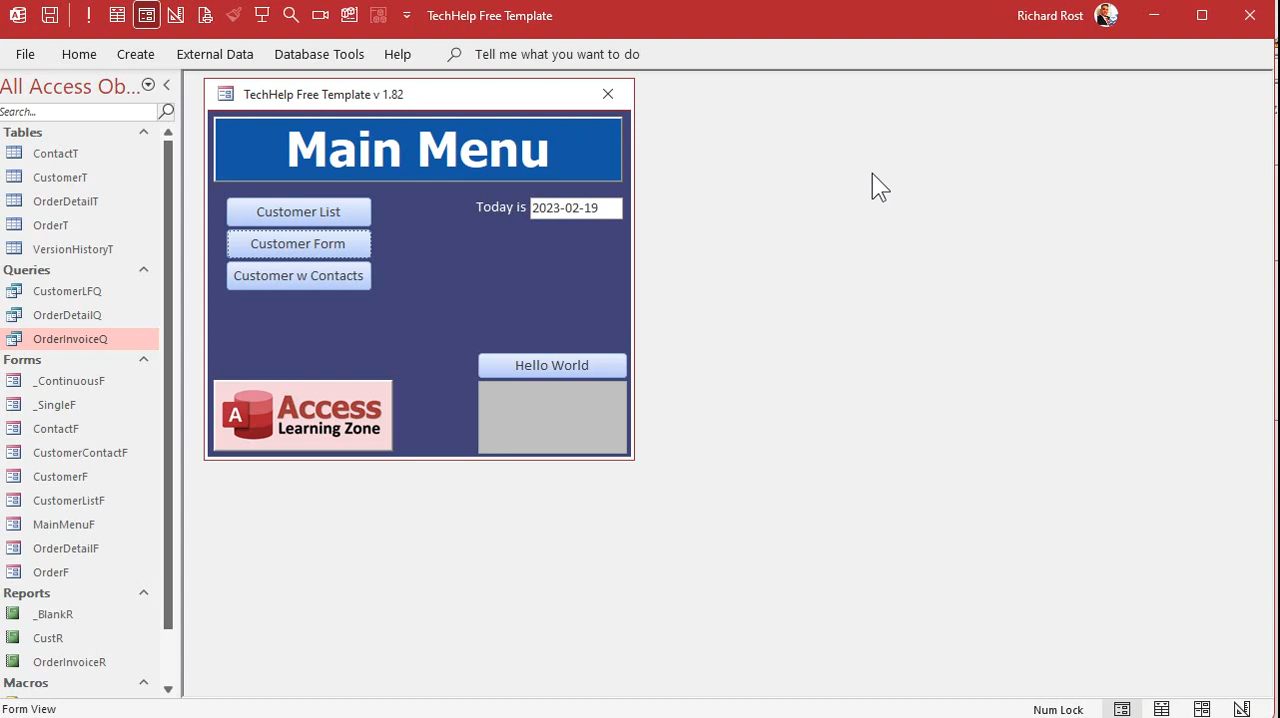 TechHelp Free Template
Richard Rost
File
Home
Create
External Data
Database Tools
Help
Tell me what you want to do
All Access Ob...
Search...
Tables
ContactT
CustomerT
OrderDetailT
OrderT
VersionHistoryT
Queries
CustomerLFQ
OrderDetailQ
OrderInvoiceQ
Forms
_ContinuousF
_SingleF
ContactF
CustomerContactF
CustomerF
CustomerListF
MainMenuF
OrderDetailF
OrderF
Reports
_BlankR
CustR
OrderInvoiceR
Macros
TechHelp Free Template v 1.82
Main Menu
Customer List
Today is 2023-02-19
Customer Form
Customer w Contacts
Hello World
A Access
Learning Zone
Form View
Num Lock